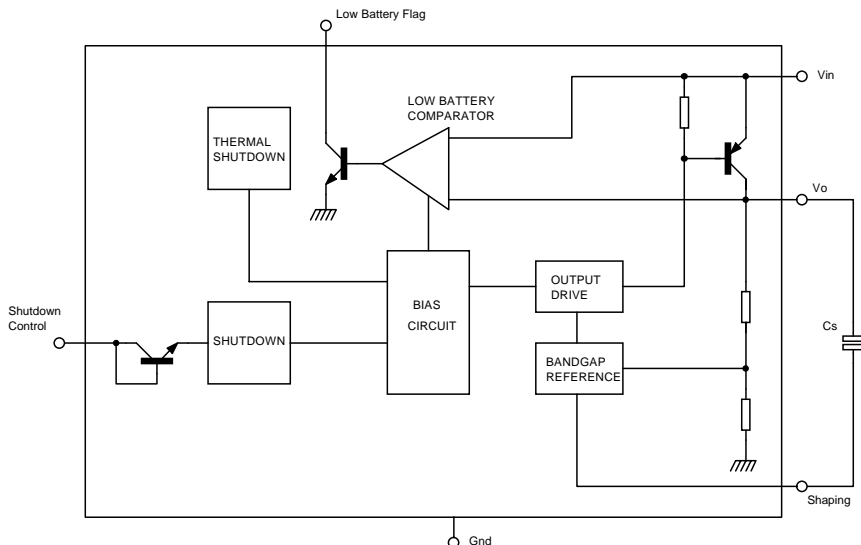 Low Battery Flag
Vin
LOW BATTERY
COMPARATOR
THERMAL
SHUTDOWN
Vo
OUTPUT
DRIVE
BIAS
CIRCUIT
Shutdown
Control
SHUTDOWN
Cs
BANDGAP
REFERENCE
Shaping
Gnd